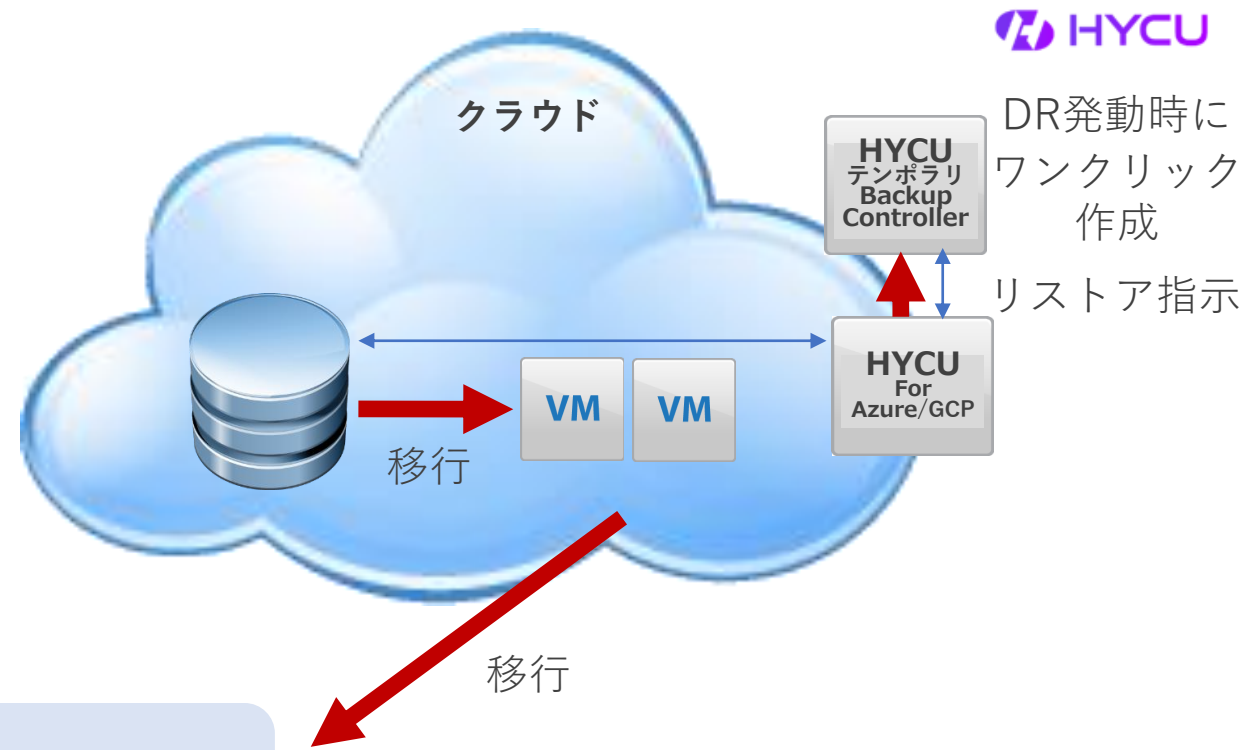 HYCU
クラウド
DR発動時に
ワンクリック
作成
HYCU
テンポラリ
Backup
Controller
リストア指示
HYCU
For
Azure/GCP
VM
VM
移行
移行